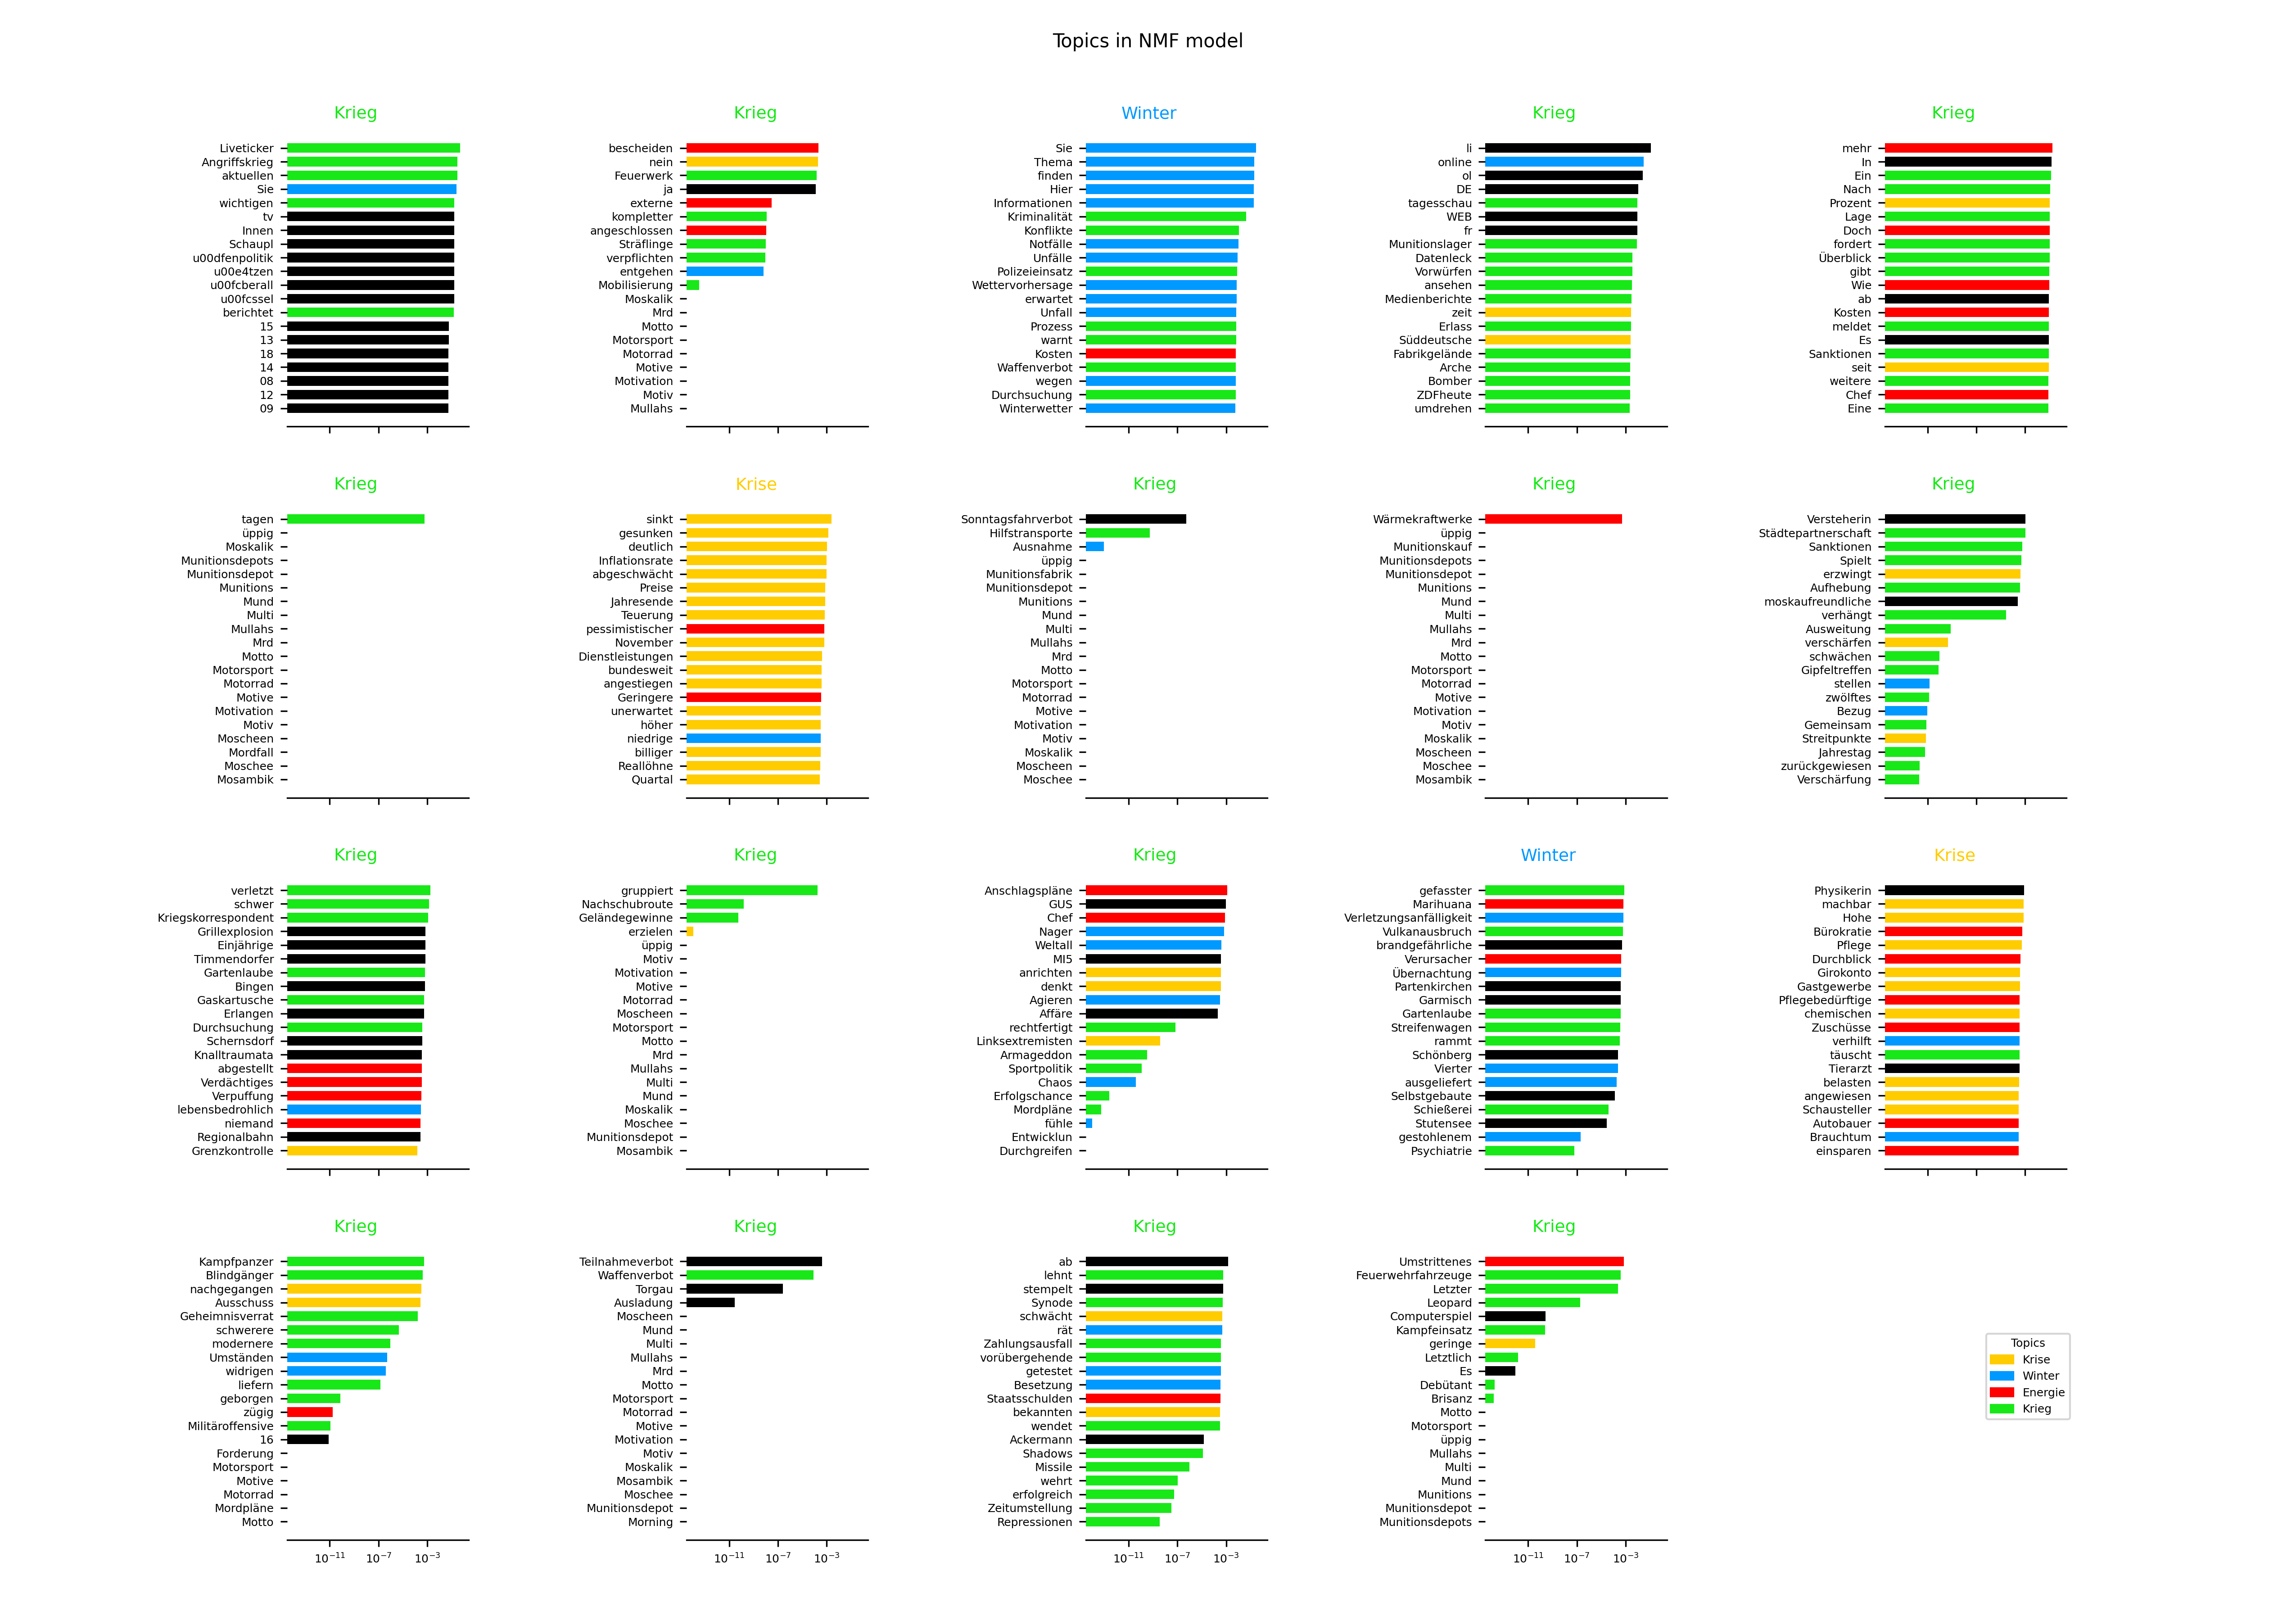 Topics in NMF model
Krieg
Liveticker
Angriffskrieg
aktuellen
Sie
wichtigen
tv
Innen
Schaupl
u00dfenpolitik
u00e4tzen
u00fcberall
u00fcssel
berichtet
15
13
18
14
08
12
09
Krieg
bescheiden
nein
Feuerwerk
ja
externe
kompletter
angeschlossen
Sträflinge
verpflichten
entgehen
Mobilisierung
Moskalik
Mrd
Motto
Motorsport
Motorrad
Motive
Motivation
Motiv
Mullahs
Winter
Sie
Thema
finden
Hier
Informationen
Kriminalität
Konflikte
Notfälle
Unfälle
Polizeieinsatz
Wettervorhersage
erwartet
Unfall
Prozess
warnt
Kosten
Waffenverbot
wegen
Durchsuchung
Winterwetter
Krieg
li
online
ol
DE
tagesschau
WEB
fr
Munitionslager
Datenleck
Vorwürfen
ansehen
Medienberichte
zeit
Erlass
Süddeutsche
Fabrikgelände
Arche
Bomber
ZDFheute
umdrehen
Krieg
mehr
In
Ein
Nach
Prozent
Lage
Doch
fordert
Überblick
gibt
Wie
ab
Kosten
meldet
Es
Sanktionen
seit
weitere
Chef
Eine
Krieg
tagen
üppig
Moskalik
Munitionsdepots
Munitionsdepot
Munitions
Mund
Multi
Mullahs
Mrd
Motto
Motorsport
Motorrad
Motive
Motivation
Motiv
Moscheen
Mordfall
Moschee
Mosambik
Krise
sinkt
gesunken
deutlich
Inflationsrate
abgeschwächt
Preise
Jahresende
Teuerung
pessimistischer
November
Dienstleistungen
bundesweit
angestiegen
Geringere
unerwartet
höher
niedrige
billiger
Reallöhne
Quartal
Krieg
Sonntagsfahrverbot
Hilfstransporte
Ausnahme
üppig
Munitionsfabrik
Munitionsdepot
Munitions
Mund
Multi
Mullahs
Mrd
Motto
Motorsport
Motorrad
Motive
Motivation
Motiv
Moskalik
Moscheen
Moschee
Krieg
Wärmekraftwerke
üppig
Munitionskauf
Munitionsdepots
Munitionsdepot
Munitions
Mund
Multi
Mullahs
Mrd
Motto
Motorsport
Motorrad
Motive
Motivation
Motiv
Moskalik
Moscheen
Moschee
Mosambik
Krieg
Versteherin
Städtepartnerschaft
Sanktionen
Spielt
erzwingt
Aufhebung
moskaufreundliche
verhängt
Ausweitung
verschärfen
schwächen
Gipfeltreffen
stellen
zwölftes
Bezug
Gemeinsam
Streitpunkte
Jahrestag
zurückgewiesen
Verschärfung
Krieg
verletzt
schwer
Kriegskorrespondent
Grillexplosion
Einjährige
Timmendorfer
Gartenlaube
Bingen
Gaskartusche
Erlangen
Durchsuchung
Schernsdorf
Knalltraumata
abgestellt
Verdächtiges
Verpuffung
lebensbedrohlich
niemand
Regionalbahn
Grenzkontrolle
Krieg
gruppiert
Nachschubroute
Geländegewinne
erzielen
üppig
Motiv
Motivation
Motive
Motorrad
Moscheen
Motorsport
Motto
Mrd
Mullahs
Multi
Mund
Moskalik
Moschee
Munitionsdepot
Mosambik
Krieg
Anschlagspläne
GUS
Chef
Nager
Weltall
MI5
anrichten
denkt
Agieren
Affäre
rechtfertigt
Linksextremisten
Armageddon
Sportpolitik
Chaos
Erfolgschance
Mordpläne
fühle
Entwicklun
Durchgreifen
Winter
gefasster
Marihuana
Verletzungsanfälligkeit
Vulkanausbruch
brandgefährliche
Verursacher
Übernachtung
Partenkirchen
Garmisch
Gartenlaube
Streifenwagen
rammt
Schönberg
Vierter
ausgeliefert
Selbstgebaute
Schießerei
Stutensee
gestohlenem
Psychiatrie
Krise
Physikerin
machbar
Hohe
Bürokratie
Pflege
Durchblick
Girokonto
Gastgewerbe
Pflegebedürftige
chemischen
Zuschüsse
verhilft
täuscht
Tierarzt
belasten
angewiesen
Schausteller
Autobauer
Brauchtum
einsparen
Krieg
Kampfpanzer
Blindgänger
nachgegangen
Ausschuss
Geheimnisverrat
schwerere
modernere
Umständen
widrigen
liefern
geborgen
zügig
Militäroffensive
16
Forderung
Motorsport
Motive
Motorrad
Mordpläne
Motto
10⁻¹¹ 10⁻⁷ 10⁻³
Krieg
Teilnahmeverbot
Waffenverbot
Torgau
Ausladung
Moscheen
Mund
Multi
Mullahs
Mrd
Motto
Motorsport
Motorrad
Motive
Motivation
Motiv
Moskalik
Mosambik
Moschee
Munitionsdepot
Morning
10⁻¹¹ 10⁻⁷ 10⁻³
Krieg
ab
lehnt
stempelt
Synode
schwächt
rät
Zahlungsausfall
vorübergehende
getestet
Besetzung
Staatsschulden
bekannten
wendet
Ackermann
Shadows
Missile
wehrt
erfolgreich
Zeitumstellung
Repressionen
10⁻¹¹ 10⁻⁷ 10⁻³
Krieg
Umstrittenes
Feuerwehrfahrzeuge
Letzter
Leopard
Computerspiel
Kampfeinsatz
geringe
Letztlich
Es
Debütant
Brisanz
Motto
Motorsport
üppig
Mullahs
Multi
Mund
Munitions
Munitionsdepot
Munitionsdepots
10⁻¹¹ 10⁻⁷ 10⁻³
Topics
Krise
Winter
Energie
Krieg